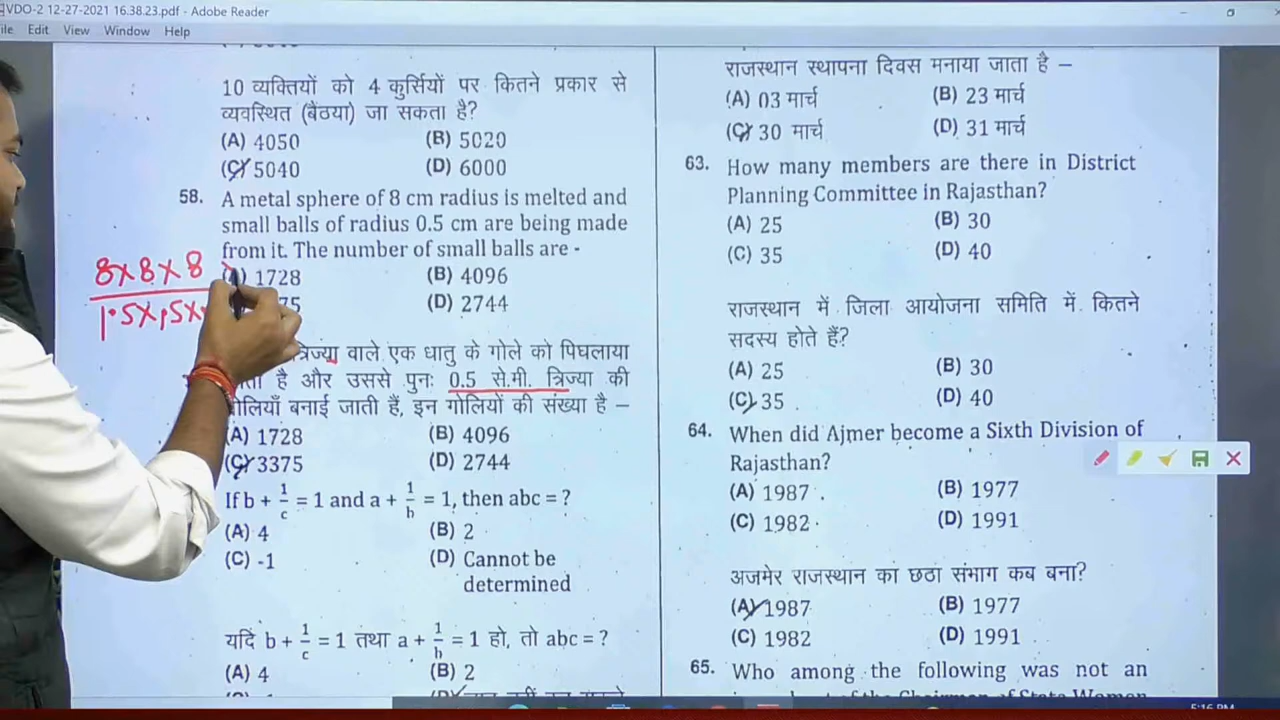 VDO-2 12-27-2021 16.38.23.pdf - Adobe Reader
File Edit View Window Help
10 व्यक्तियों को 4 कुर्सियों पर कितने प्रकार से
व्यवस्थित (बैठया) जा सकता है?
(A) 4050 (B) 5020
(C) 5040 (D) 6000
58. A metal sphere of 8 cm radius is melted and
small balls of radius 0.5 cm are being made
from it. The number of small balls are -
(A) 1728 (B) 4096
(D) 2744
8×8×8
.5×.5×.
त्रिज्या वाले एक धातु के गोले को पिघलाया
है और उससे पुनः 0.5 से.मी. त्रिज्या की
गोलियाँ बनाई जाती हैं, इन गोलियों की संख्या है –
(A) 1728 (B) 4096
(C) 3375 (D) 2744
If b + 1/c = 1 and a + 1/b = 1, then abc = ?
(A) 4 (B) 2
(C) -1 (D) Cannot be
determined
यदि b + 1/c = 1 तथा a + 1/b = 1 हो, तो abc = ?
(A) 4 (B) 2
राजस्थान स्थापना दिवस मनाया जाता है –
(A) 03 मार्च (B) 23 मार्च
(C) 30 मार्च (D) 31 मार्च
63. How many members are there in District
Planning Committee in Rajasthan?
(A) 25 (B) 30
(C) 35 (D) 40
राजस्थान में जिला आयोजना समिति में कितने
सदस्य होते हैं?
(A) 25 (B) 30
(C) 35 (D) 40
64. When did Ajmer become a Sixth Division of
Rajasthan?
(A) 1987 (B) 1977
(C) 1982 (D) 1991
अजमेर राजस्थान का छठा संभाग कब बना?
(A) 1987 (B) 1977
(C) 1982 (D) 1991
65. Who among the following was not an
5:16 PM